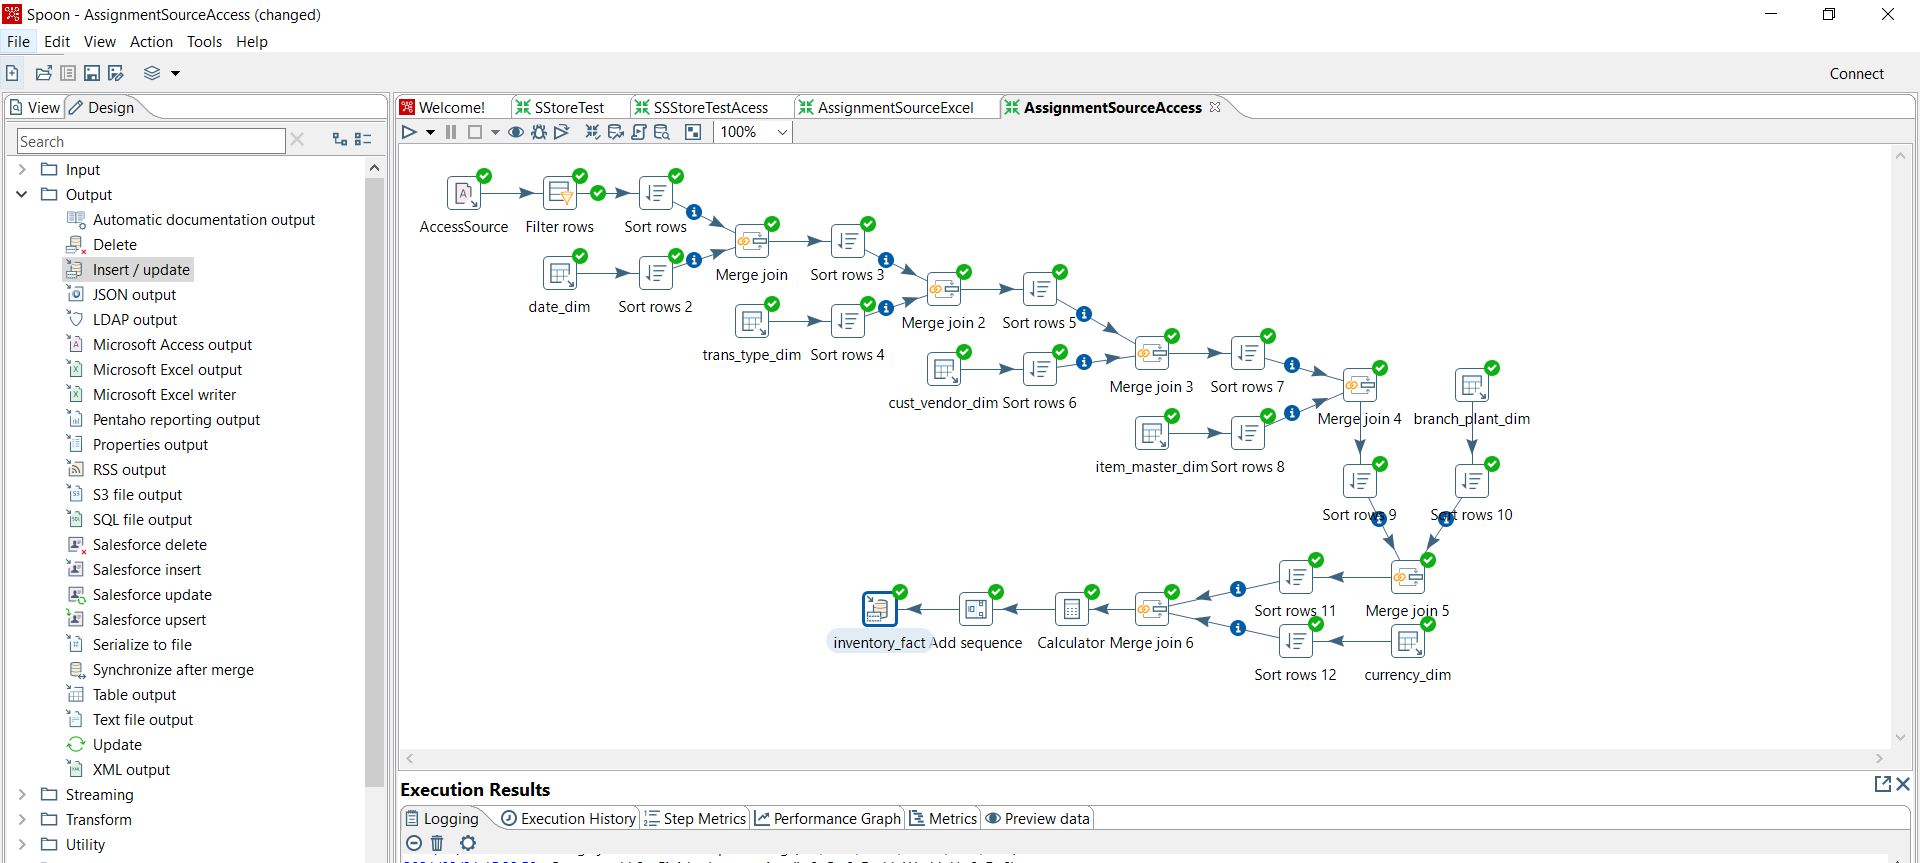 Spoon - AssignmentSourceAccess (changed)
File Edit View Action Tools Help
Connect
View Design
Welcome! SStoreTest SSStoreTestAcess AssignmentSourceExcel AssignmentSourceAccess
Search
100%
Input
Output
Automatic documentation output
Delete
Insert / update
JSON output
LDAP output
Microsoft Access output
Microsoft Excel output
Microsoft Excel writer
Pentaho reporting output
Properties output
RSS output
S3 file output
SQL file output
Salesforce delete
Salesforce insert
Salesforce update
Salesforce upsert
Serialize to file
Synchronize after merge
Table output
Text file output
Update
XML output
Streaming
Transform
Utility
AccessSource Filter rows Sort rows
Merge join Sort rows 3
date_dim Sort rows 2
Merge join 2 Sort rows 5
trans_type_dim Sort rows 4
Merge join 3 Sort rows 7
cust_vendor_dim Sort rows 6
Merge join 4 branch_plant_dim
item_master_dim Sort rows 8
Sort rows 9 Sort rows 10
Sort rows 11 Merge join 5
inventory_fact Add sequence Calculator Merge join 6
Sort rows 12 currency_dim
Execution Results
Logging Execution History Step Metrics Performance Graph Metrics Preview data